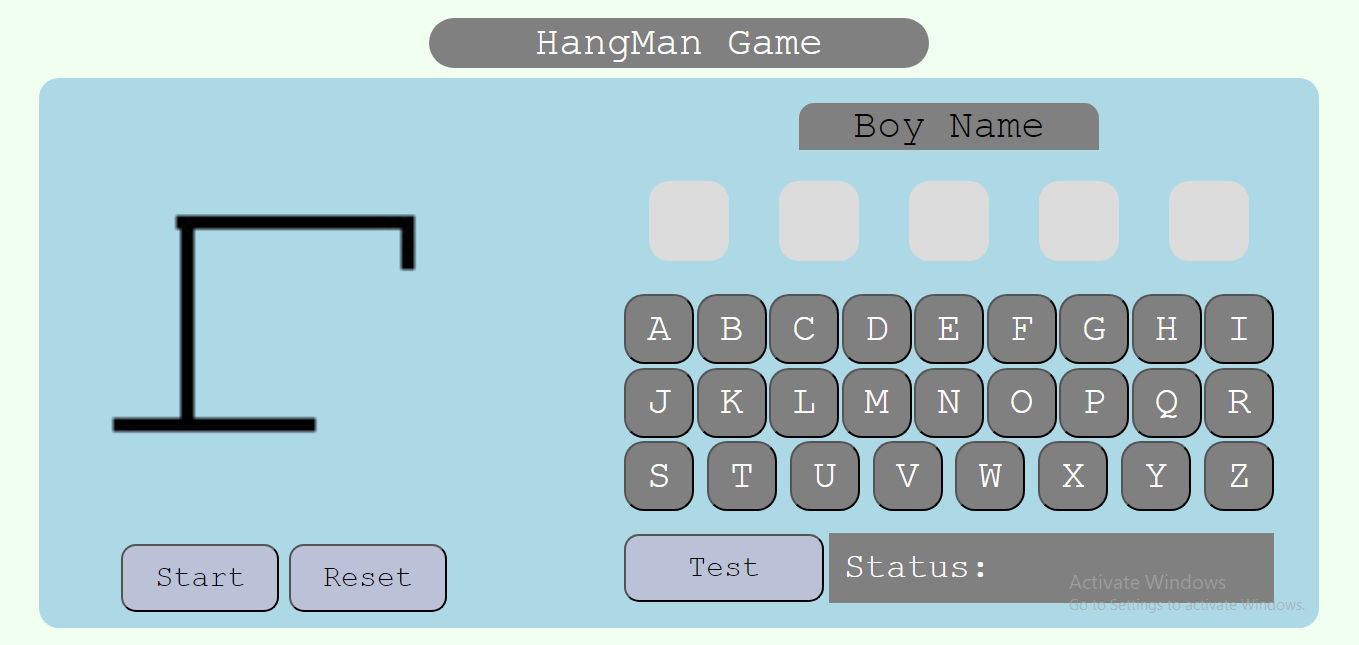 HangMan Game
Boy Name
A B C D E F G H I
J K L M N O P Q R
S T U V W X Y Z
Start Reset Test Status:
Activate Windows
Go to Settings to activate Windows.